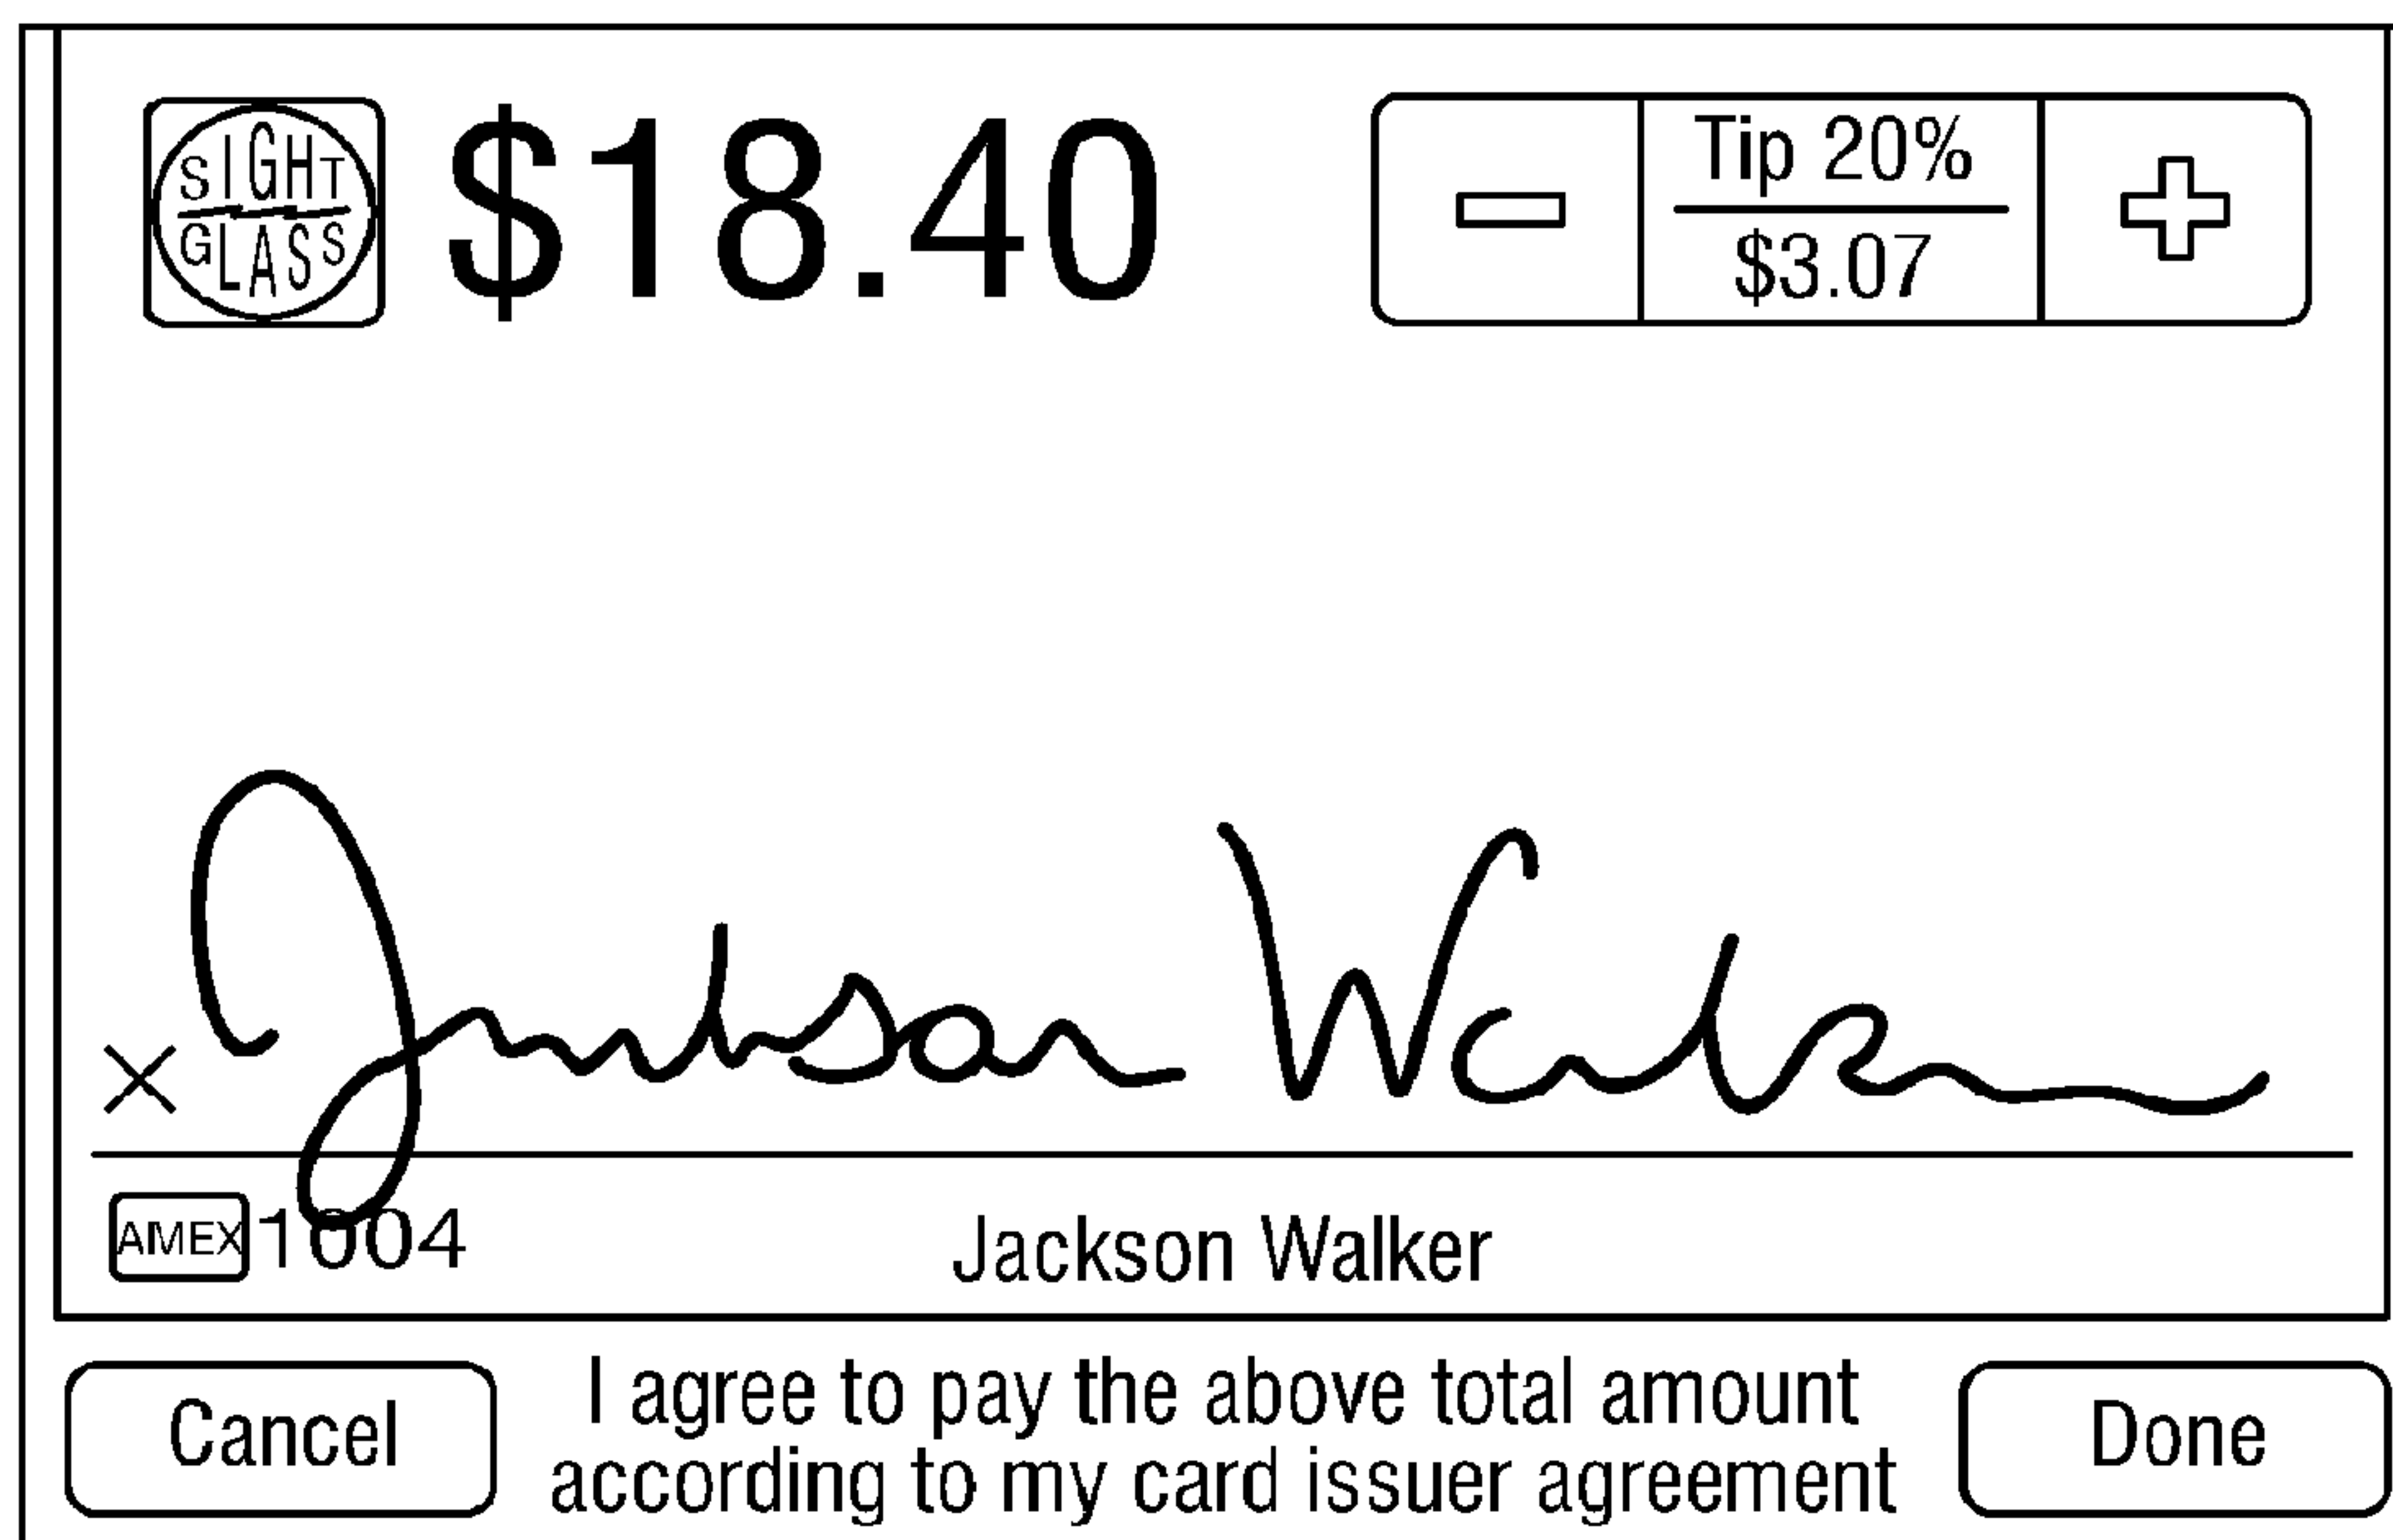 SIGHT
GLASS
$18.40
Tip 20%
$3.07
Jackson Walker
AMEX 1004
Jackson Walker
Cancel
I agree to pay the above total amount
according to my card issuer agreement
Done